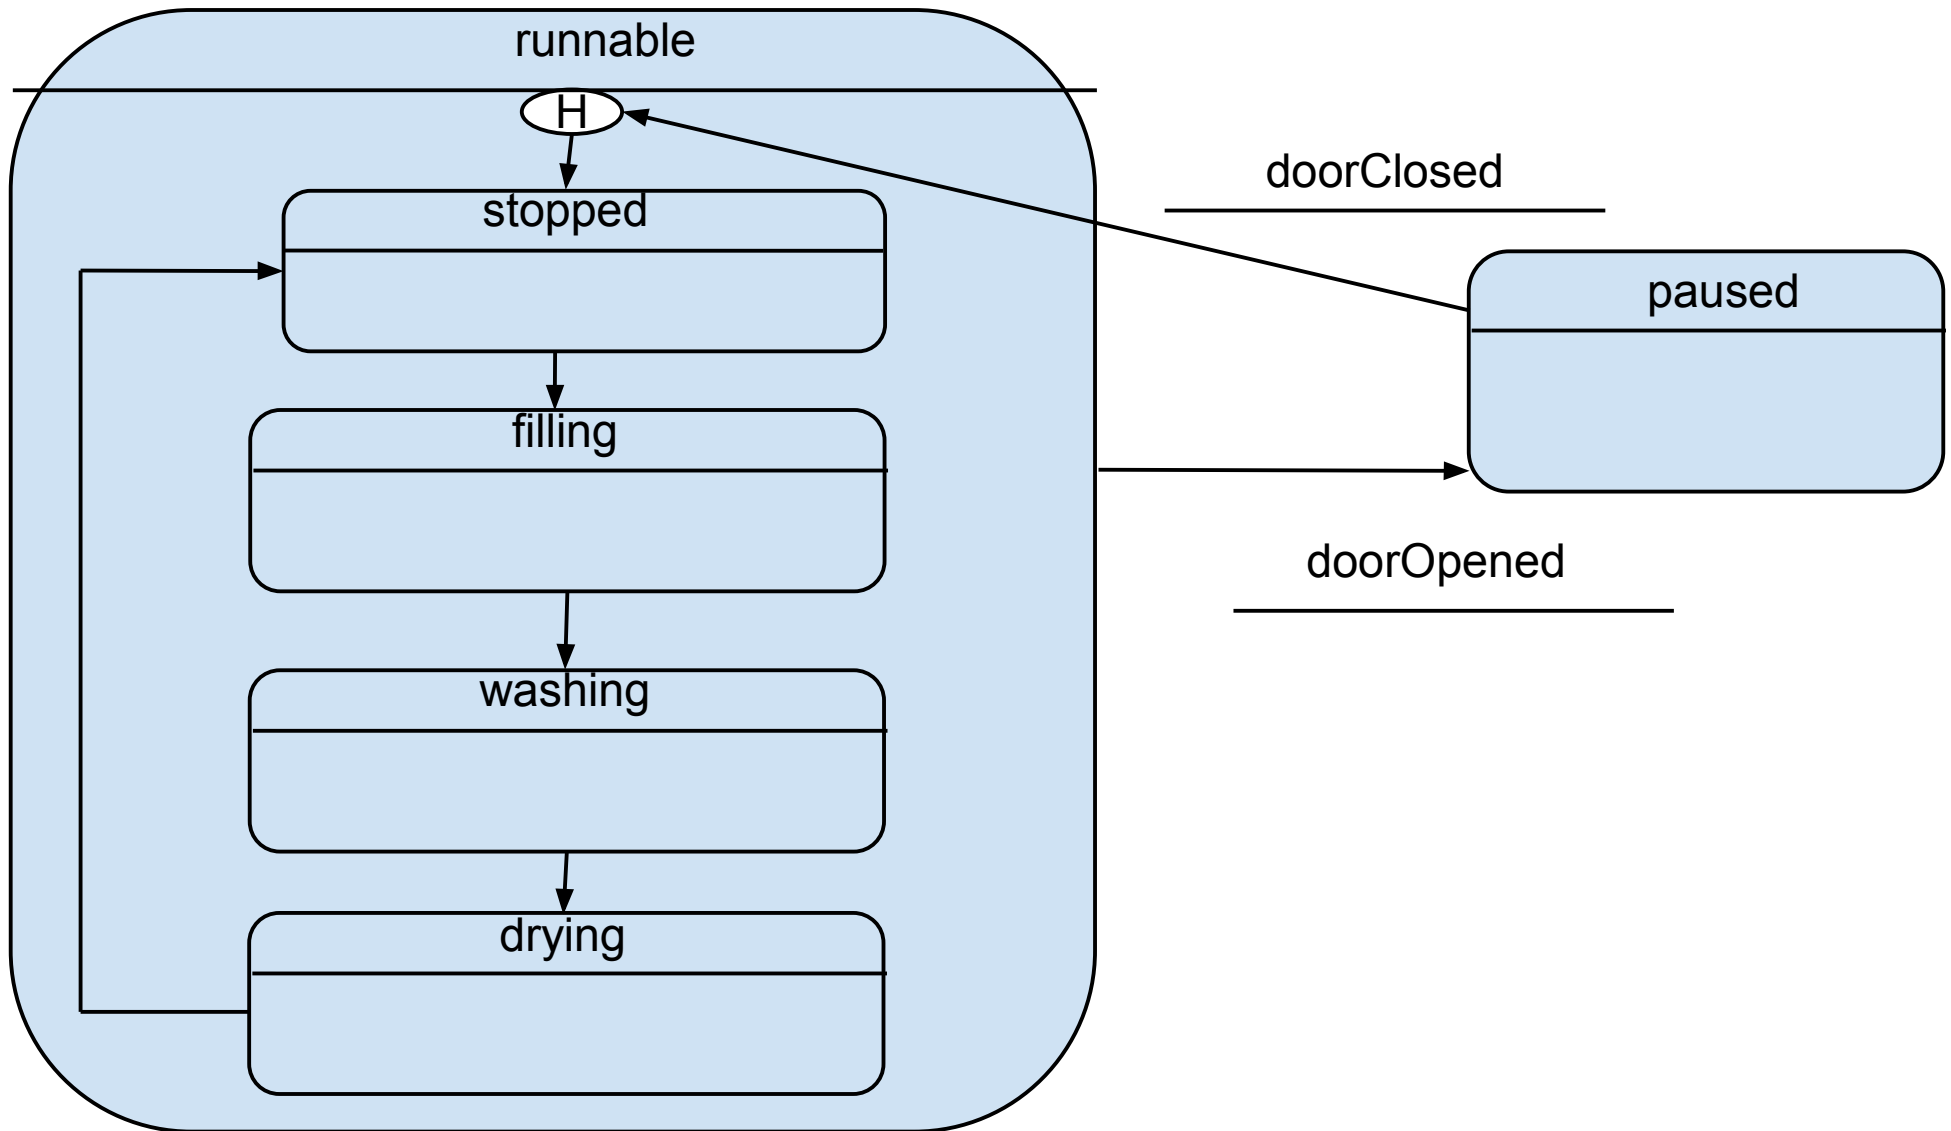 runnable
H
doorClosed
stopped
paused
filling
doorOpened
washing
drying